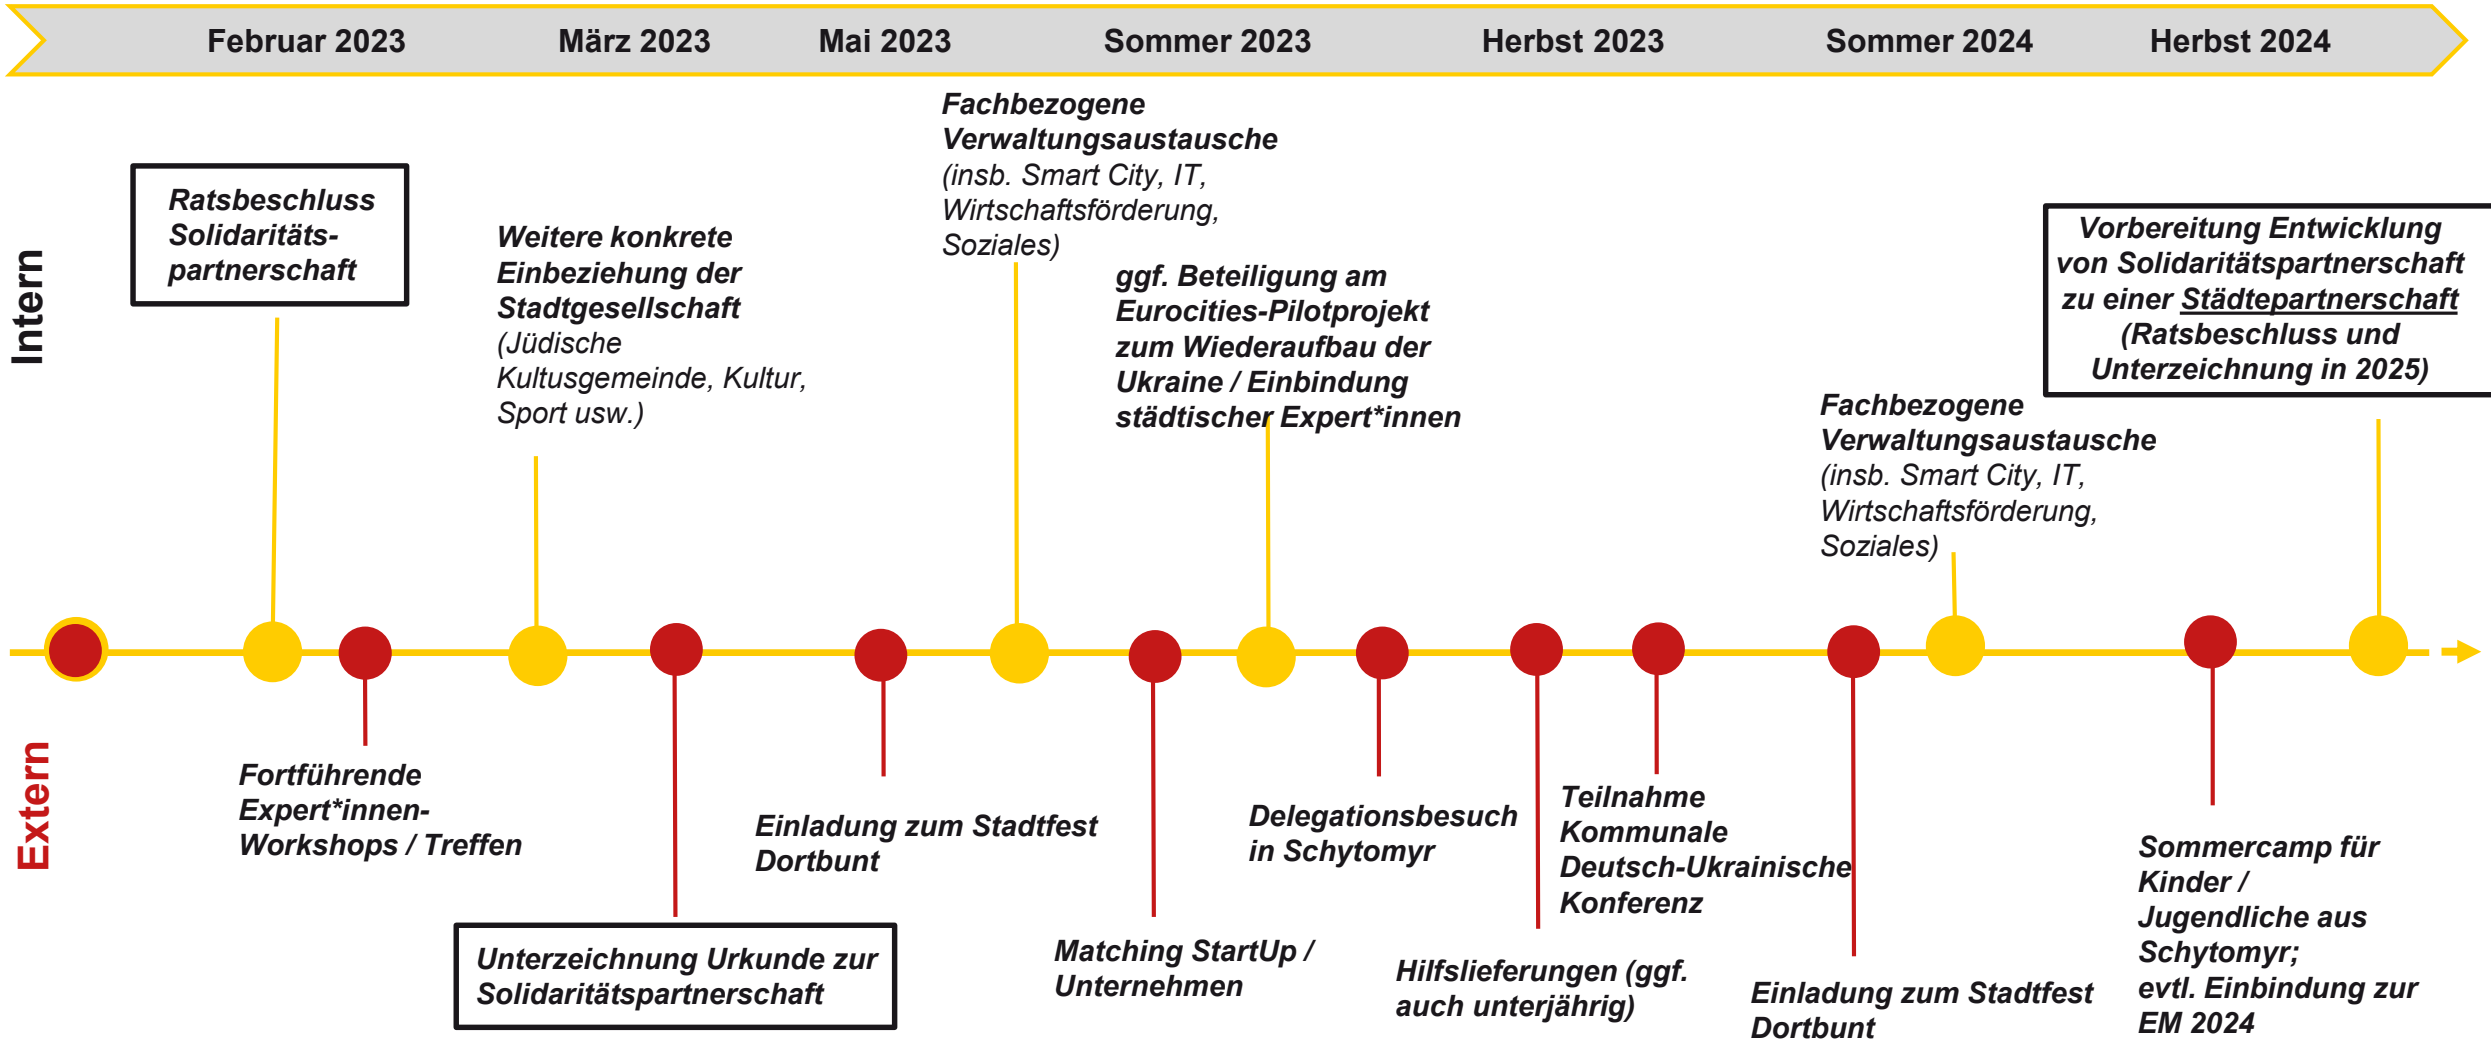 Februar 2023
März 2023
Mai 2023
Sommer 2023
Herbst 2023
Sommer 2024
Herbst 2024
Intern
Ratsbeschluss
Solidaritäts-
partnerschaft
Weitere konkrete
Einbeziehung der
Stadtgesellschaft
(Jüdische
Kultusgemeinde, Kultur,
Sport usw.)
Fachbezogene
Verwaltungsaustausche
(insb. Smart City, IT,
Wirtschaftsförderung,
Soziales)
ggf. Beteiligung am
Eurocities-Pilotprojekt
zum Wiederaufbau der
Ukraine / Einbindung
städtischer Expert*innen
Fachbezogene
Verwaltungsaustausche
(insb. Smart City, IT,
Wirtschaftsförderung,
Soziales)
Vorbereitung Entwicklung
von Solidaritätspartnerschaft
zu einer Städtepartnerschaft
(Ratsbeschluss und
Unterzeichnung in 2025)
Extern
Fortführende
Expert*innen-
Workshops / Treffen
Unterzeichnung Urkunde zur
Solidaritätspartnerschaft
Einladung zum Stadtfest
Dortbunt
Matching StartUp /
Unternehmen
Delegationsbesuch
in Schytomyr
Hilfslieferungen (ggf.
auch unterjährig)
Teilnahme
Kommunale
Deutsch-Ukrainische
Konferenz
Einladung zum Stadtfest
Dortbunt
Sommercamp für
Kinder /
Jugendliche aus
Schytomyr;
evtl. Einbindung zur
EM 2024